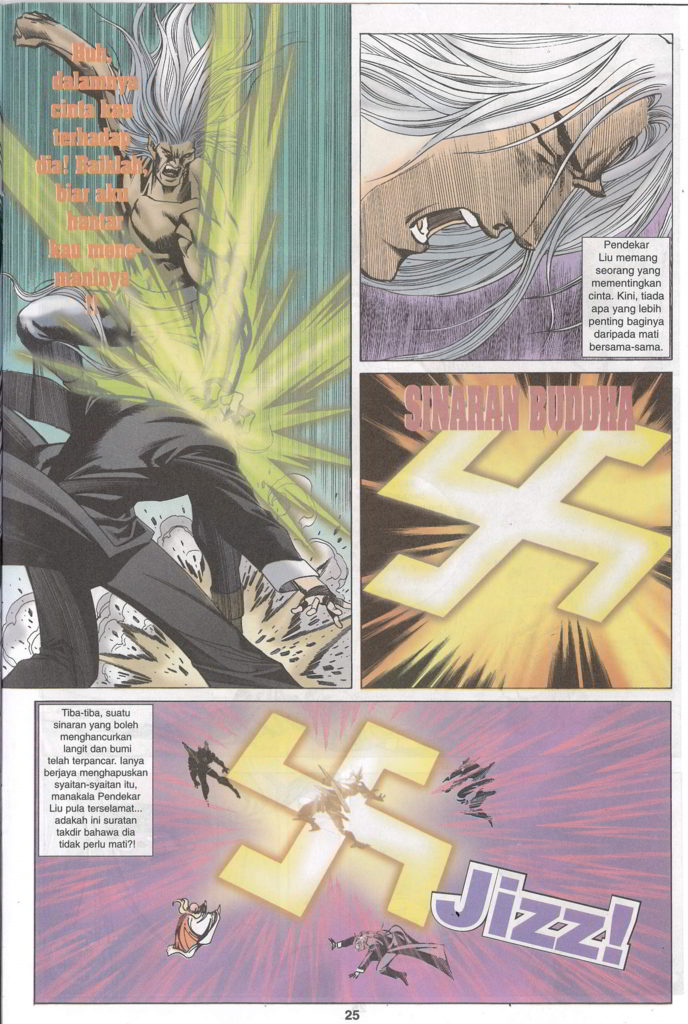 Huh,
dalamnya
cinta kau
terhadap
dia! Baiklah,
biar aku
hantar
kau mene-
maninya
!!
Pendekar
Liu memang
seorang yang
mementingkan
cinta. Kini, tiada
apa yang lebih
penting baginya
daripada mati
bersama-sama.
SINARAN BUDDHA
Tiba-tiba, suatu
sinaran yang boleh
menghancurkan
langit dan bumi
telah terpancar. Ianya
berjaya menghapuskan
syaitan-syaitan itu,
manakala Pendekar
Liu pula terselamat...
adakah ini suratan
takdir bahawa dia
tidak perlu mati?!
Jizz!
25